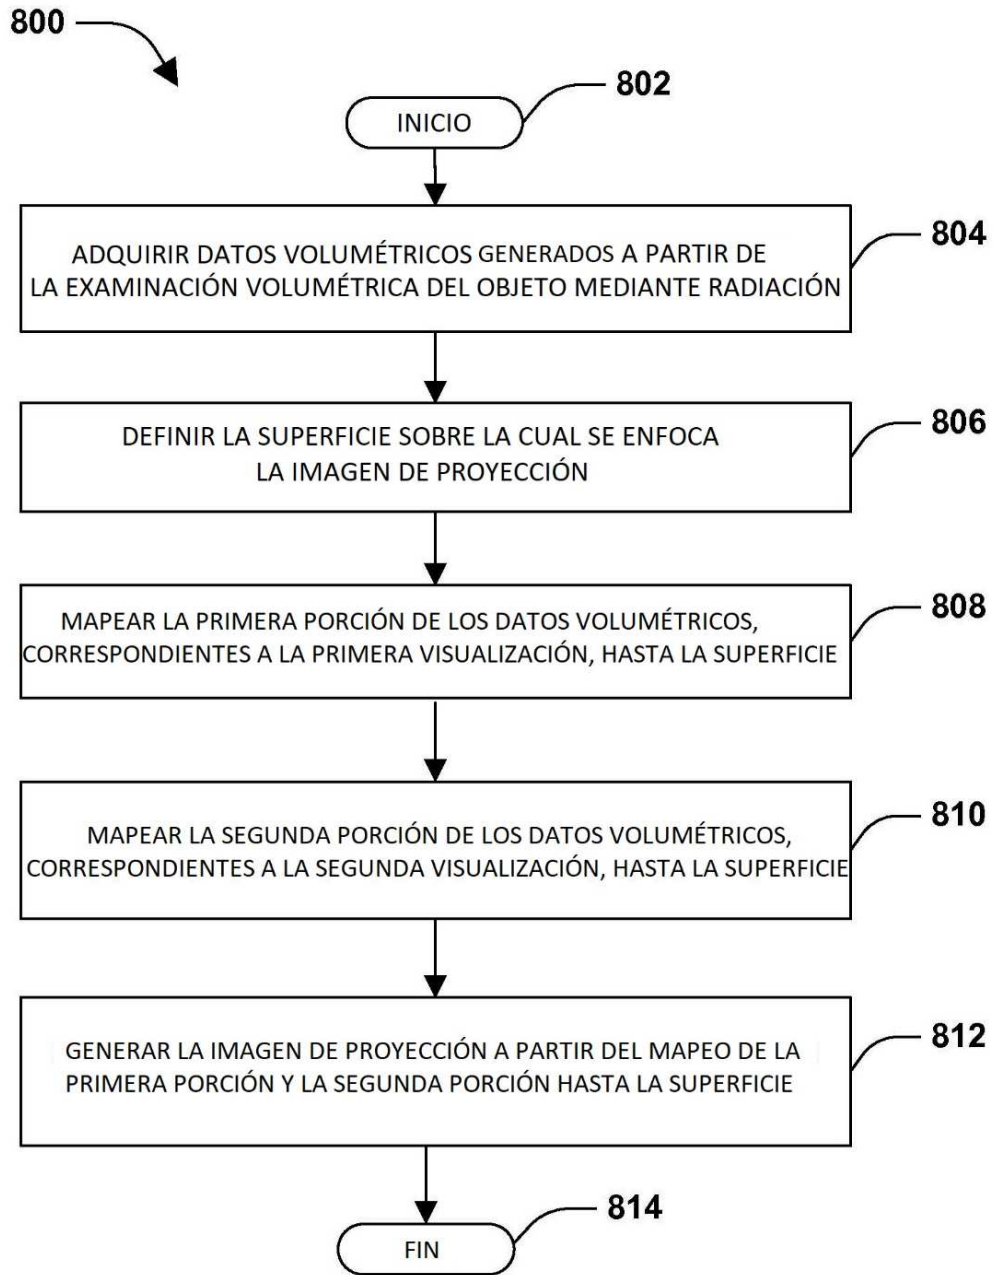 800
802
INICIO
804
ADQUIRIR DATOS VOLUMÉTRICOS GENERADOS A PARTIR DE
LA EXAMINACIÓN VOLUMÉTRICA DEL OBJETO MEDIANTE RADIACIÓN
806
DEFINIR LA SUPERFICIE SOBRE LA CUAL SE ENFOCA
LA IMAGEN DE PROYECCIÓN
808
MAPEAR LA PRIMERA PORCIÓN DE LOS DATOS VOLUMÉTRICOS,
CORRESPONDIENTES A LA PRIMERA VISUALIZACIÓN, HASTA LA SUPERFICIE
810
MAPEAR LA SEGUNDA PORCIÓN DE LOS DATOS VOLUMÉTRICOS,
CORRESPONDIENTES A LA SEGUNDA VISUALIZACIÓN, HASTA LA SUPERFICIE
812
GENERAR LA IMAGEN DE PROYECCIÓN A PARTIR DEL MAPEO DE LA
PRIMERA PORCIÓN Y LA SEGUNDA PORCIÓN HASTA LA SUPERFICIE
814
FIN